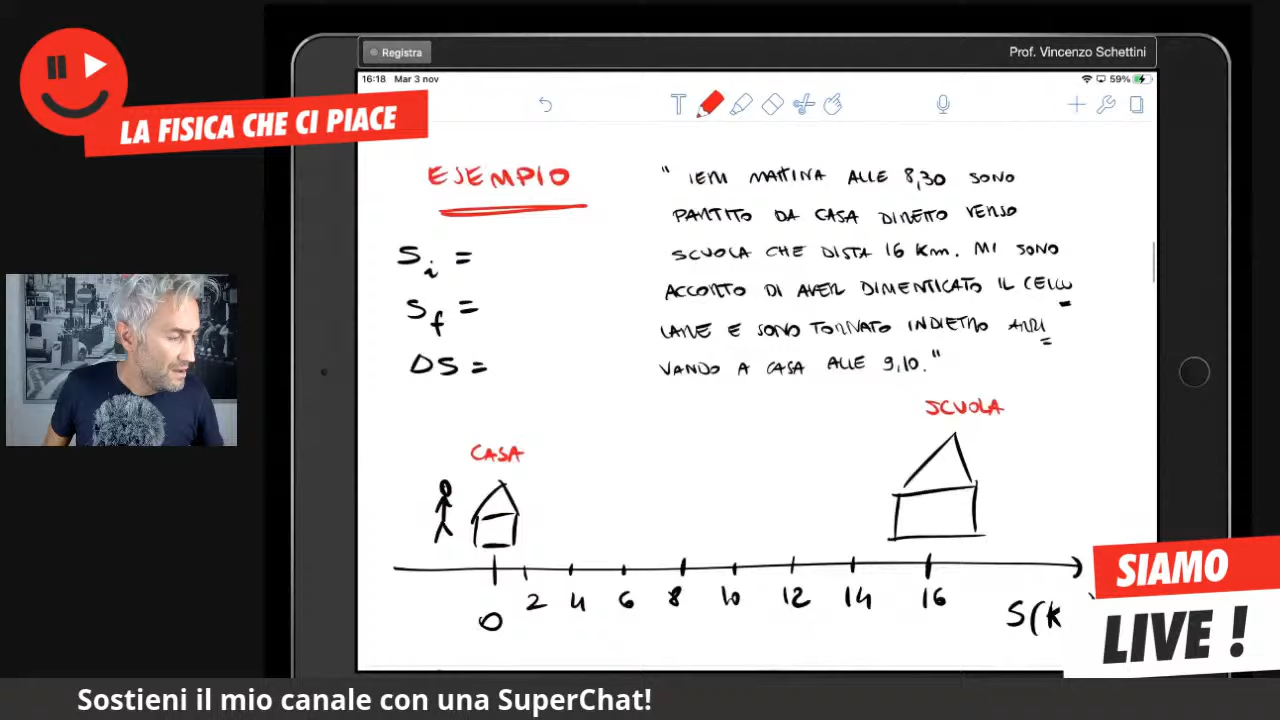 Registra
Prof. Vincenzo Schettini
16:18 Mar 3 nov
59%
LA FISICA CHE CI PIACE
ESEMPIO
Si =
Sf =
ΔS =
" IERI MATTINA ALLE 8,30 SONO
PARTITO DA CASA DIRETTO VERSO
SCUOLA CHE DISTA 16 Km. MI SONO
ACCORTO DI AVER DIMENTICATO IL CELLU
LARE E SONO TORNATO INDIETRO ARRI
VANDO A CASA ALLE 9,10. "
SCUOLA
CASA
0 2 4 6 8 10 12 14 16
S(K
SIAMO
LIVE !
Sostieni il mio canale con una SuperChat!